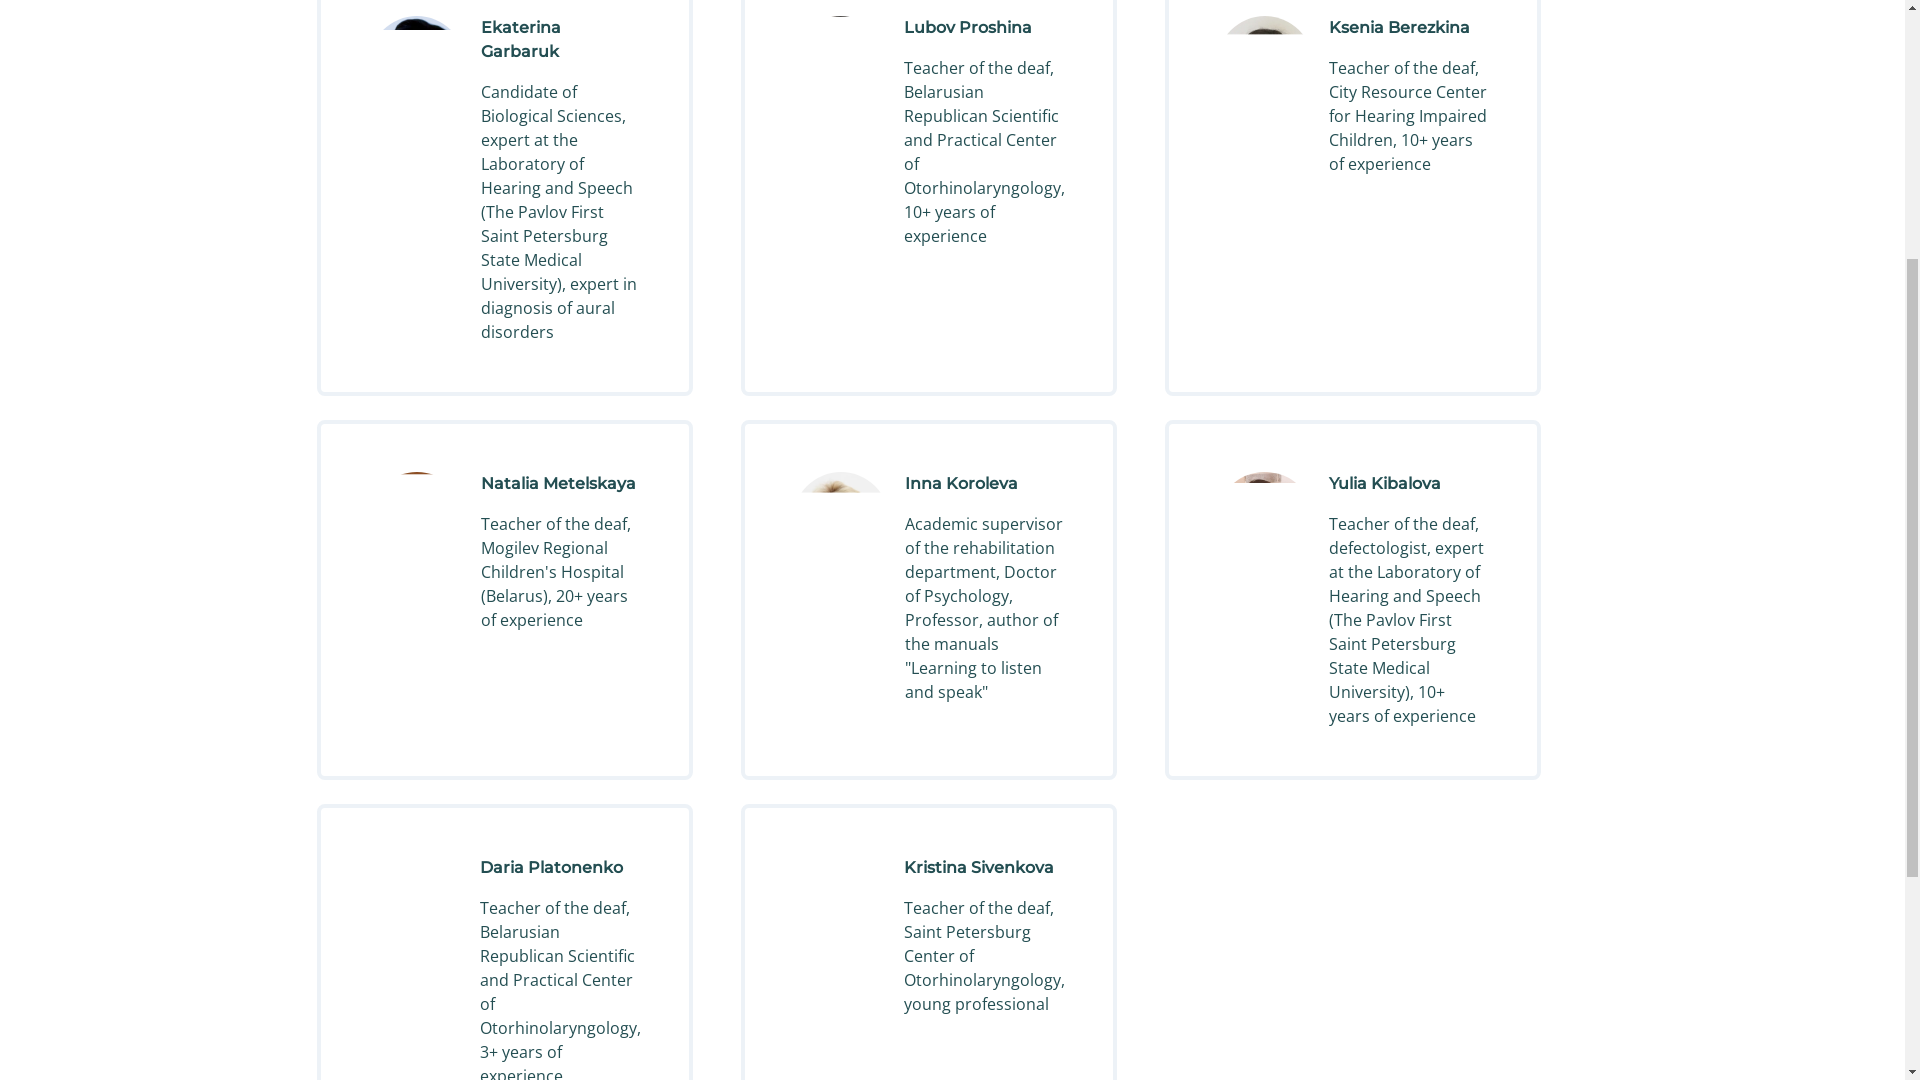 Ekaterina
Garbaruk
Candidate of
Biological Sciences,
expert at the
Laboratory of
Hearing and Speech
(The Pavlov First
Saint Petersburg
State Medical
University), expert in
diagnosis of aural
disorders
Lubov Proshina
Teacher of the deaf,
Belarusian
Republican Scientific
and Practical Center
of
Otorhinolaryngology,
10+ years of
experience
Ksenia Berezkina
Teacher of the deaf,
City Resource Center
for Hearing Impaired
Children, 10+ years
of experience
Natalia Metelskaya
Teacher of the deaf,
Mogilev Regional
Children's Hospital
(Belarus), 20+ years
of experience
Inna Koroleva
Academic supervisor
of the rehabilitation
department, Doctor
of Psychology,
Professor, author of
the manuals
"Learning to listen
and speak"
Yulia Kibalova
Teacher of the deaf,
defectologist, expert
at the Laboratory of
Hearing and Speech
(The Pavlov First
Saint Petersburg
State Medical
University), 10+
years of experience
Daria Platonenko
Teacher of the deaf,
Belarusian
Republican Scientific
and Practical Center
of
Otorhinolaryngology,
3+ years of
experience
Kristina Sivenkova
Teacher of the deaf,
Saint Petersburg
Center of
Otorhinolaryngology,
young professional